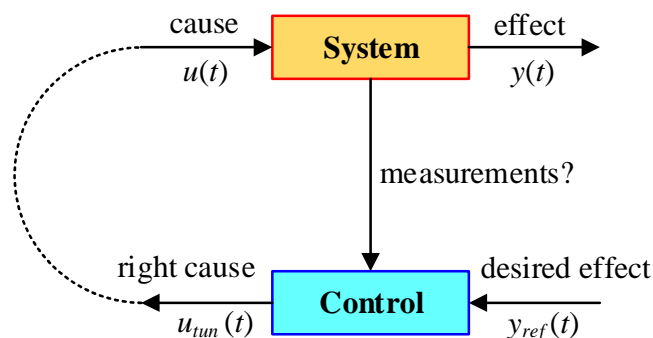 cause
System
effect
u(t)
y(t)
measurements?
right cause
Control
desired effect
u_tun (t)
y_ref (t)